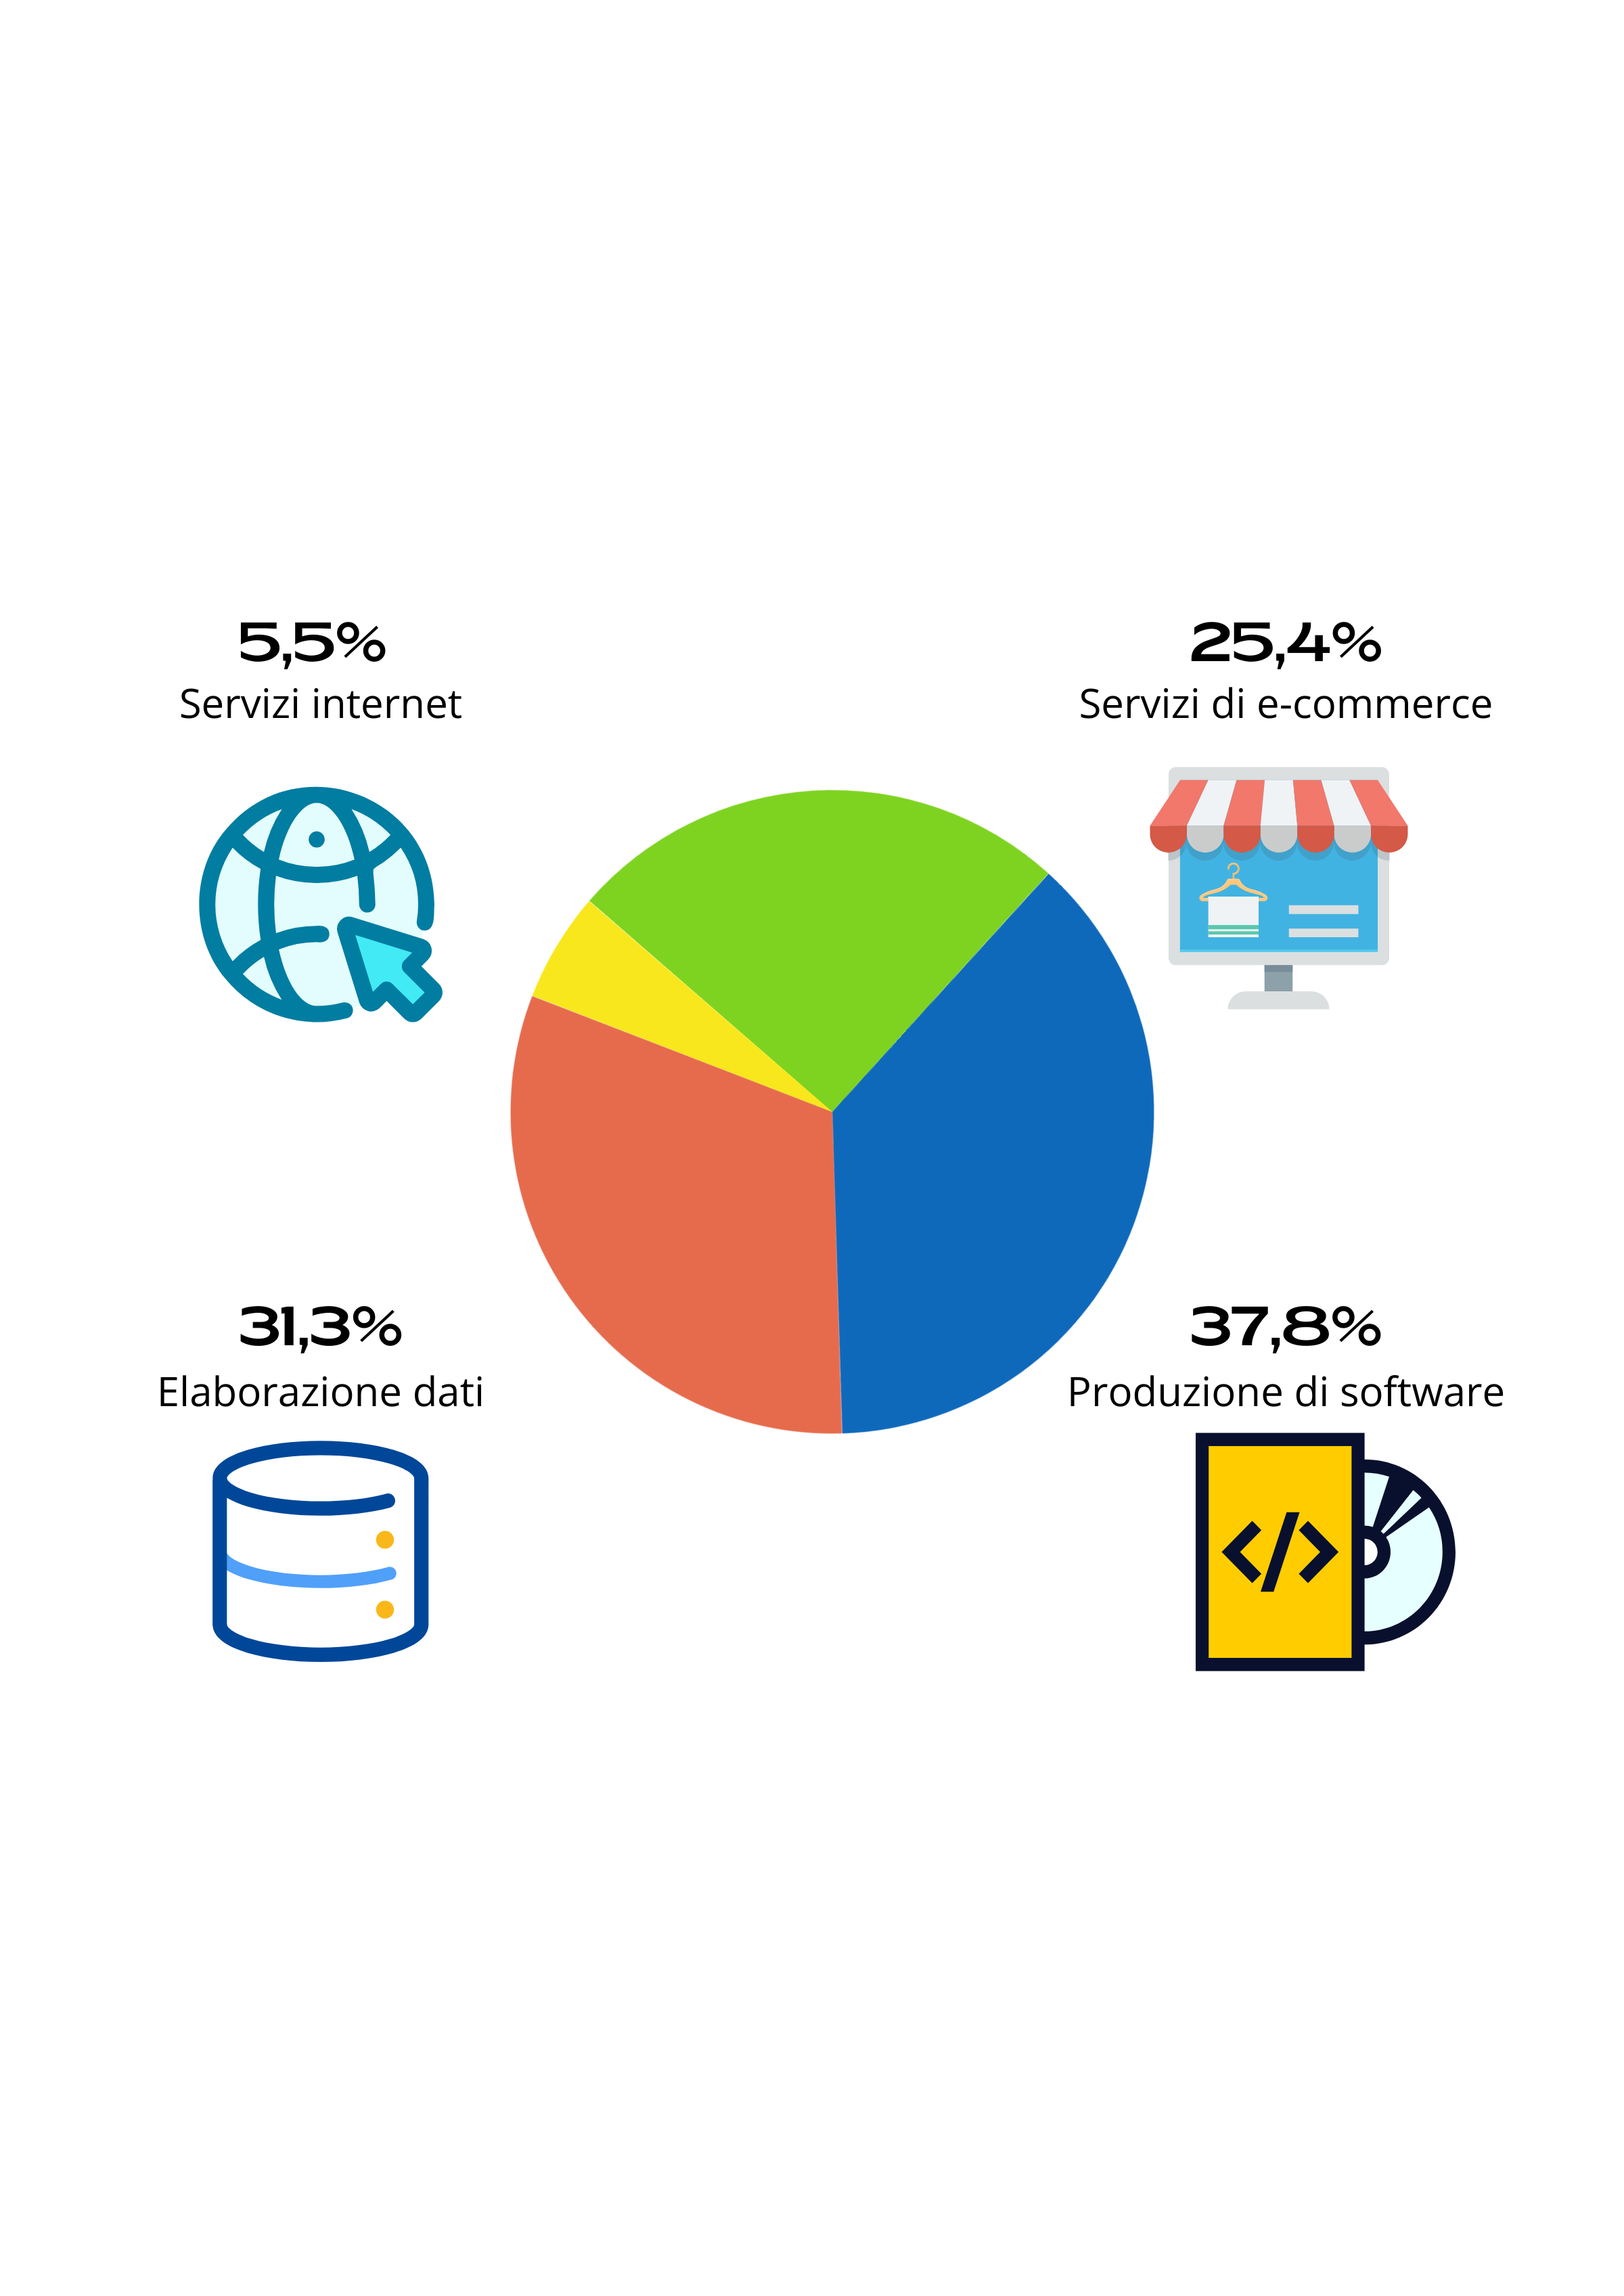 5,5%
Servizi internet
25,4%
Servizi di e-commerce
31,3%
Elaborazione dati
37,8%
Produzione di software
</>